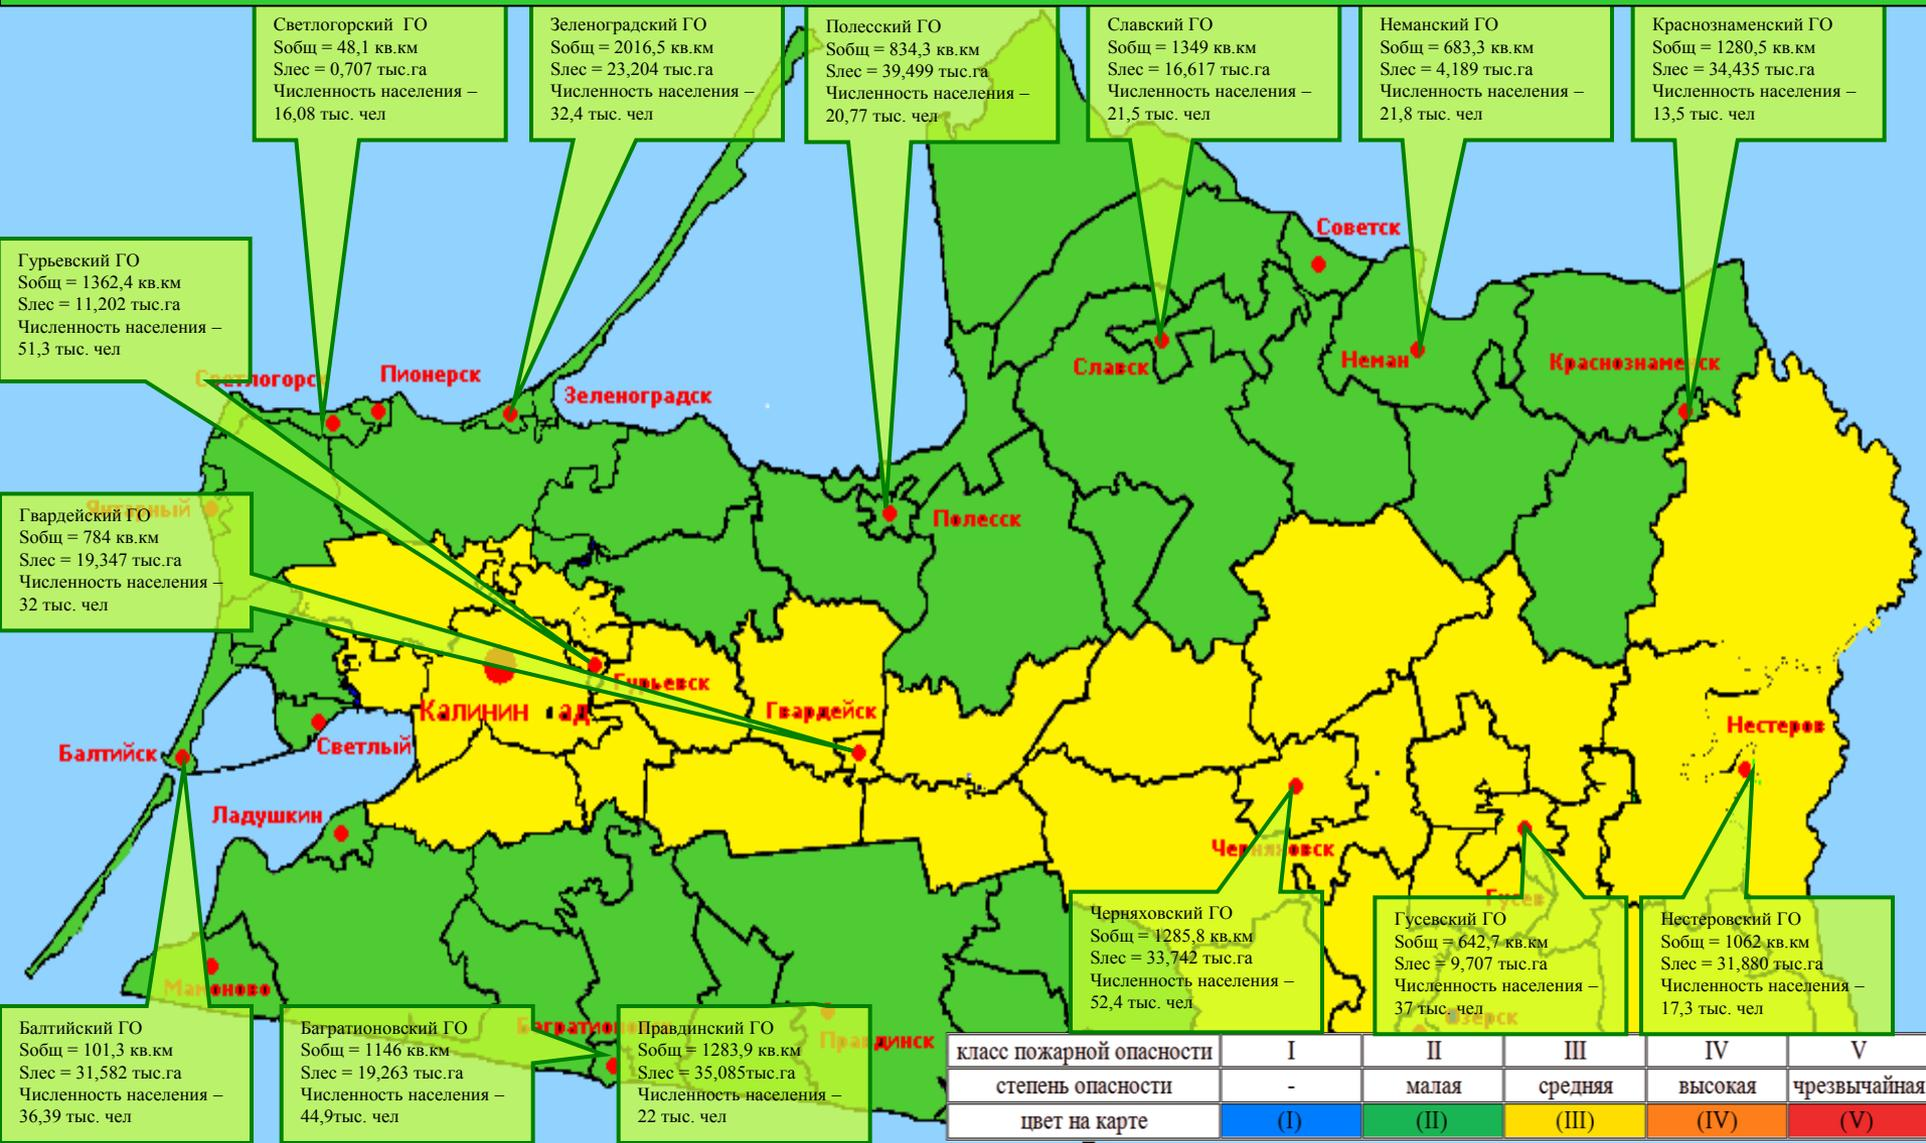 Светлогорский ГО
Sобщ = 48,1 кв.км
Sлес = 0,707 тыс.га
Численность населения –
16,08 тыс. чел
Зеленоградский ГО
Sобщ = 2016,5 кв.км
Sлес = 23,204 тыс.га
Численность населения –
32,4 тыс. чел
Полесский ГО
Sобщ = 834,3 кв.км
Sлес = 39,499 тыс.га
Численность населения –
20,77 тыс. чел
Славский ГО
Sобщ = 1349 кв.км
Sлес = 16,617 тыс.га
Численность населения –
21,5 тыс. чел
Неманский ГО
Sобщ = 683,3 кв.км
Sлес = 4,189 тыс.га
Численность населения –
21,8 тыс. чел
Краснознаменский ГО
Sобщ = 1280,5 кв.км
Sлес = 34,435 тыс.га
Численность населения –
13,5 тыс. чел
Гурьевский ГО
Sобщ = 1362,4 кв.км
Sлес = 11,202 тыс.га
Численность населения –
51,3 тыс. чел
Советск
Славск
Неман
Краснознаменск
Светлогорск
Пионерск
Зеленоградск
Янтарный
Полесск
Гвардейский ГО
Sобщ = 784 кв.км
Sлес = 19,347 тыс.га
Численность населения –
32 тыс. чел
Гурьевск
Калинин ад
Гвардейск
Нестеров
Светлый
Балтийск
Ладушкин
Черняховск
Гусев
Мамоново
Багратионовск
Правдинск
Озерск
Черняховский ГО
Sобщ = 1285,8 кв.км
Sлес = 33,742 тыс.га
Численность населения –
52,4 тыс. чел
Гусевский ГО
Sобщ = 642,7 кв.км
Sлес = 9,707 тыс.га
Численность населения –
37 тыс. чел
Нестеровский ГО
Sобщ = 1062 кв.км
Sлес = 31,880 тыс.га
Численность населения –
17,3 тыс. чел
Балтийский ГО
Sобщ = 101,3 кв.км
Sлес = 31,582 тыс.га
Численность населения –
36,39 тыс. чел
Багратионовский ГО
Sобщ = 1146 кв.км
Sлес = 19,263 тыс.га
Численность населения –
44,9тыс. чел
Правдинский ГО
Sобщ = 1283,9 кв.км
Sлес = 35,085тыс.га
Численность населения –
22 тыс. чел
класс пожарной опасности I II III IV V
степень опасности - малая средняя высокая чрезвычайная
цвет на карте (I) (II) (III) (IV) (V)